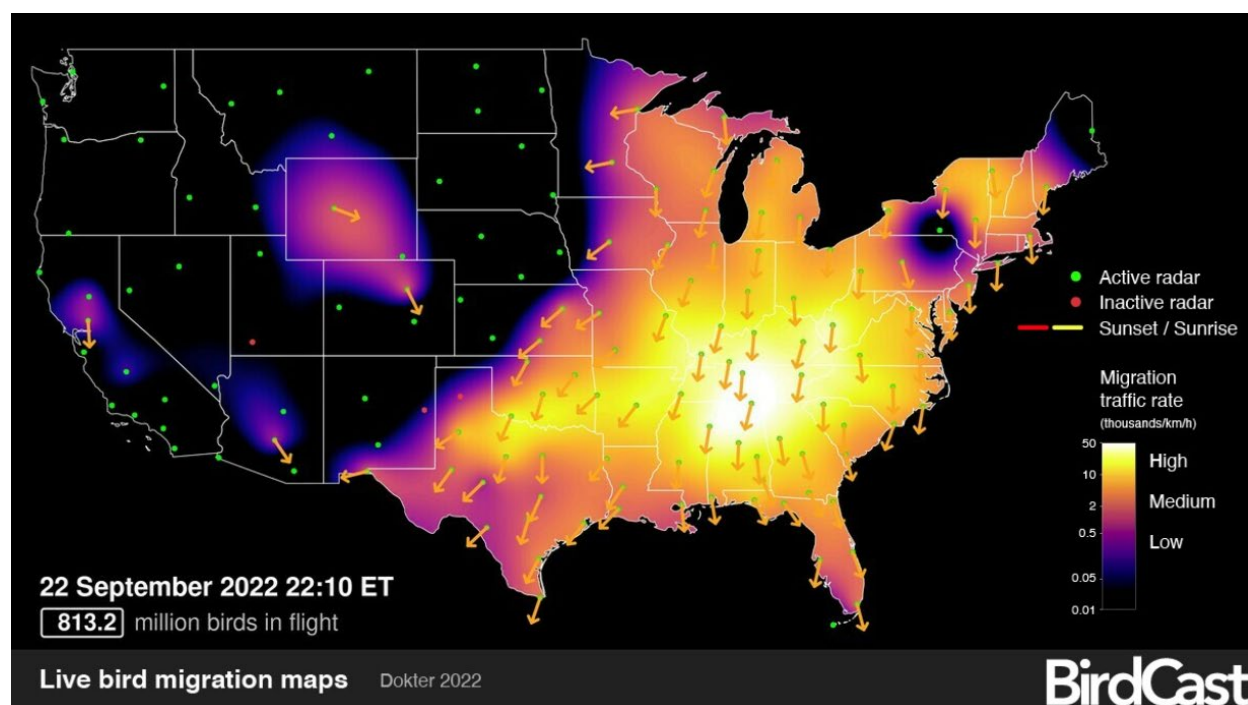 Active radar
Inactive radar
Sunset / Sunrise
Migration
traffic rate
(thousands/km/h)
50
High
10
Medium
2
0.5
Low
0.05
0.01
22 September 2022 22:10 ET
813.2 million birds in flight
Live bird migration maps Dokter 2022
BirdCast